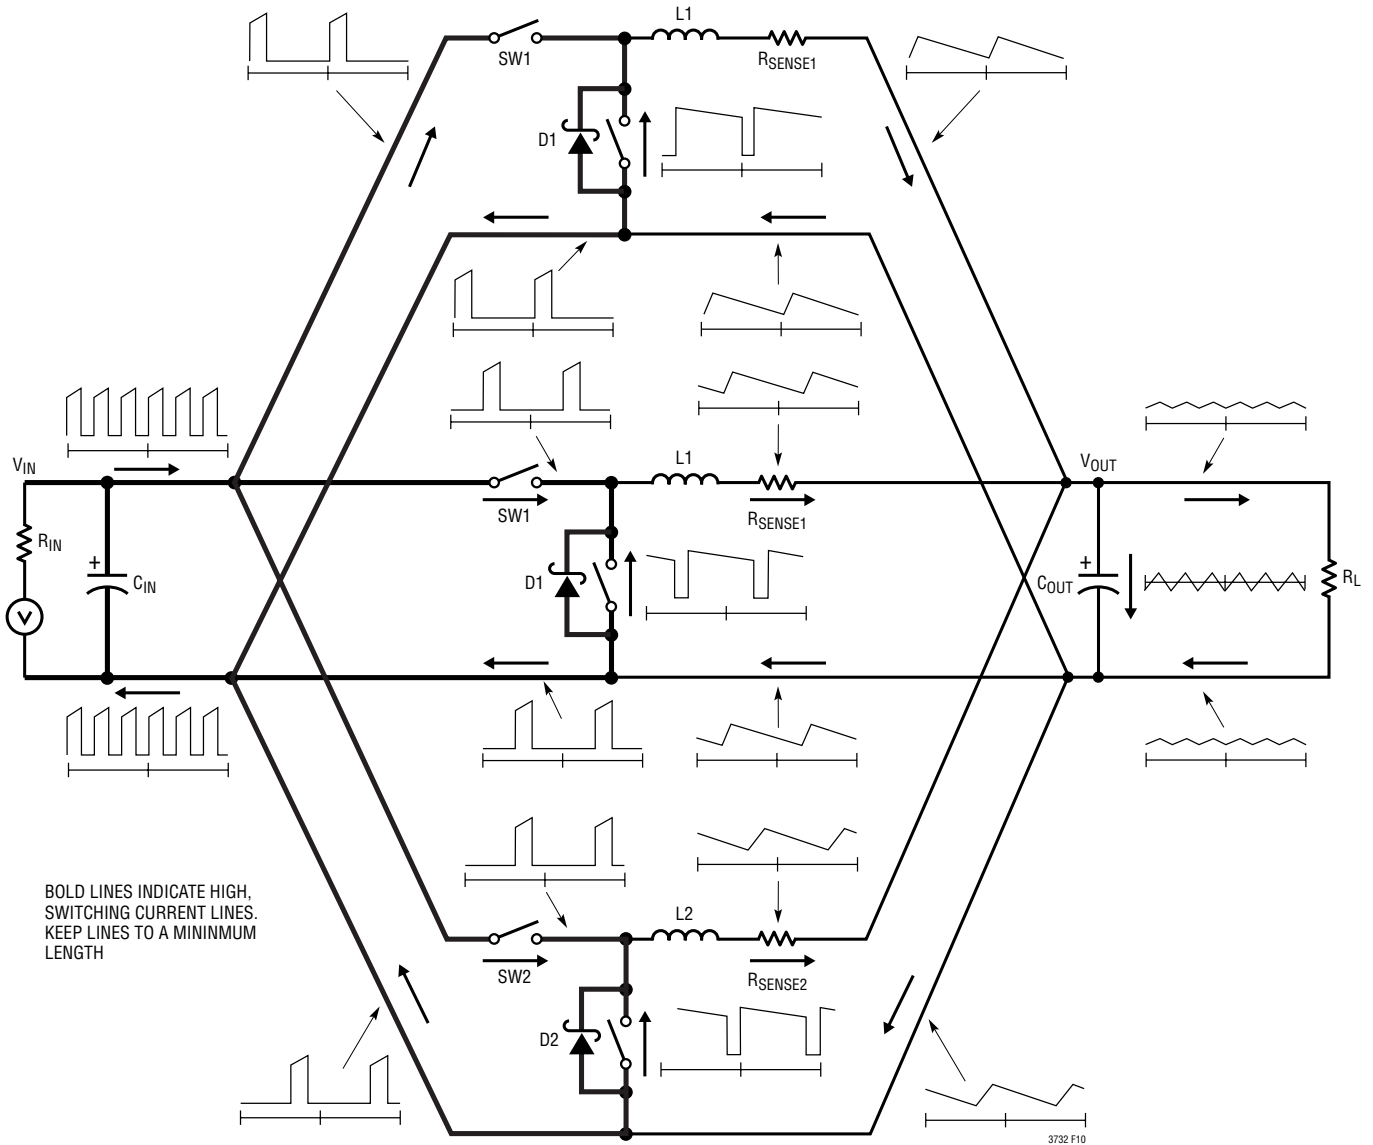 L1
SW1
RSENSE1
D1
VIN
L1
VOUT
SW1
RSENSE1
RIN
+
CIN
D1
+
COUT
RL
V
BOLD LINES INDICATE HIGH,
SWITCHING CURRENT LINES.
KEEP LINES TO A MININMUM
LENGTH
L2
SW2
RSENSE2
D2
3732 F10